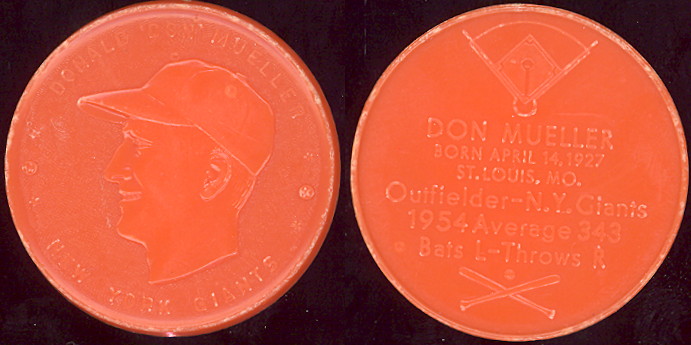 DONALD "DON" MUELLER
NEW YORK GIANTS
DON MUELLER
BORN APRIL 14, 1927
ST. LOUIS, MO.
Outfielder-N.Y. Giants
1954 Average 343
Bats L-Throws R